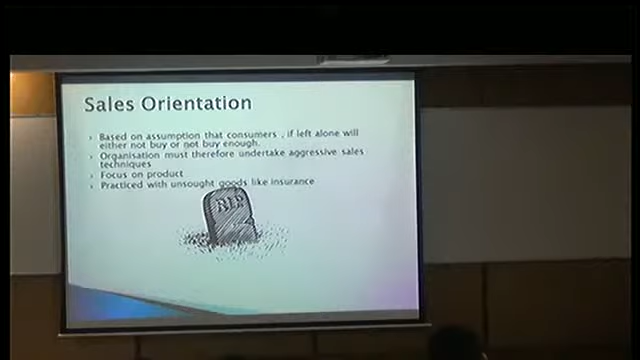 Sales Orientation
Based on assumption that consumers , if left alone will
either not buy or not buy enough.
Organisation must therefore undertake aggressive sales
techniques
Focus on product
Practiced with unsought goods like insurance
RIP